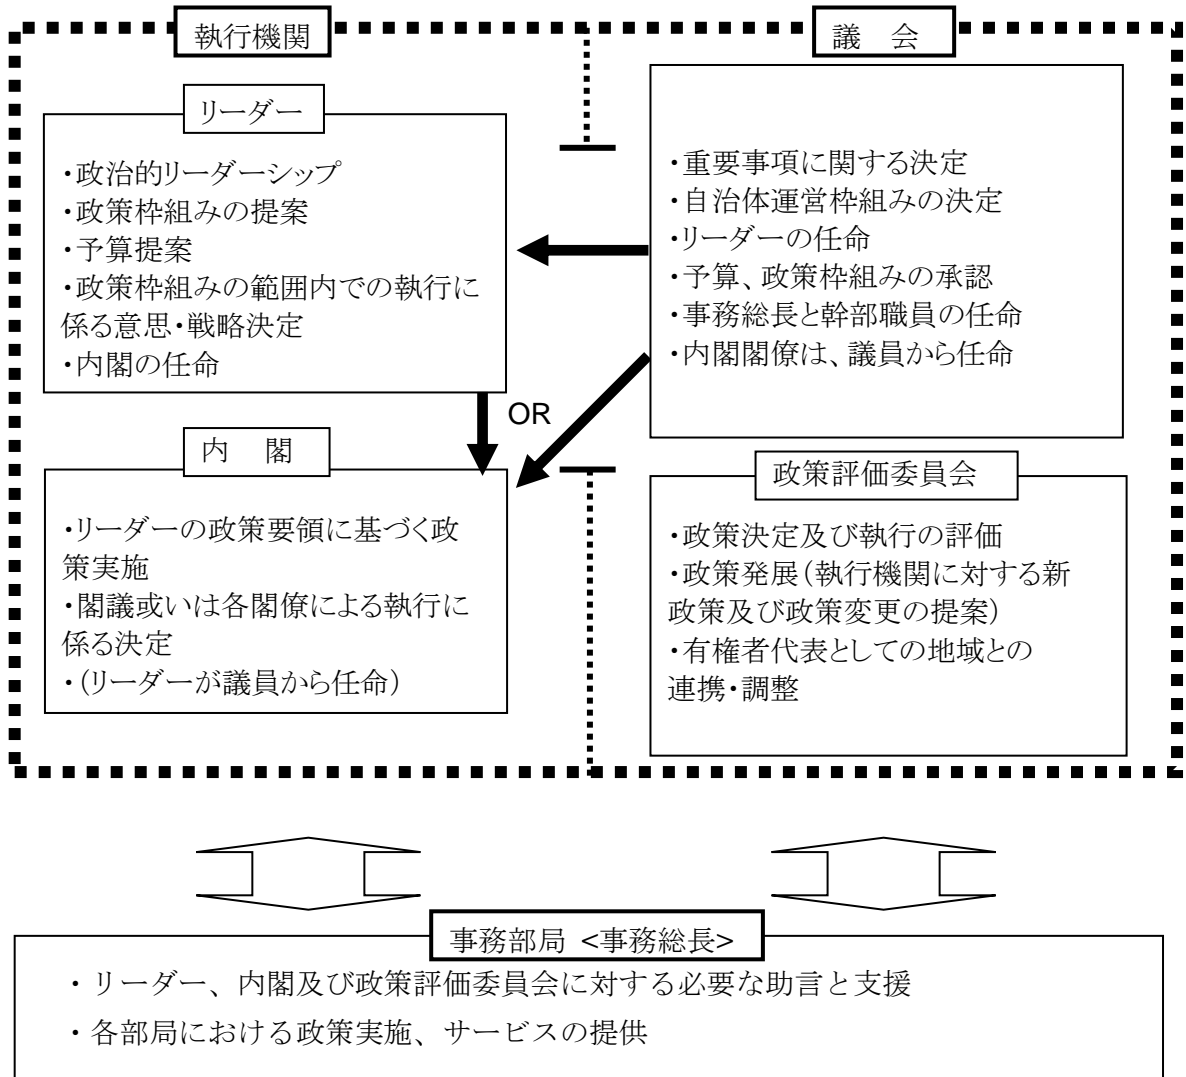 執行機関
議　会
リーダー
・政治的リーダーシップ
・政策枠組みの提案
・予算提案
・政策枠組みの範囲内での執行に
係る意思・戦略決定
・内閣の任命
・重要事項に関する決定
・自治体運営枠組みの決定
・リーダーの任命
・予算、政策枠組みの承認
・事務総長と幹部職員の任命
・内閣閣僚は、議員から任命
OR
内　閣
・リーダーの政策要領に基づく政
策実施
・閣議或いは各閣僚による執行に
係る決定
・（リーダーが議員から任命）
政策評価委員会
・政策決定及び執行の評価
・政策発展（執行機関に対する新
政策及び政策変更の提案）
・有権者代表としての地域との
連携・調整
事務部局 <事務総長>
・リーダー、内閣及び政策評価委員会に対する必要な助言と支援
・各部局における政策実施、サービスの提供